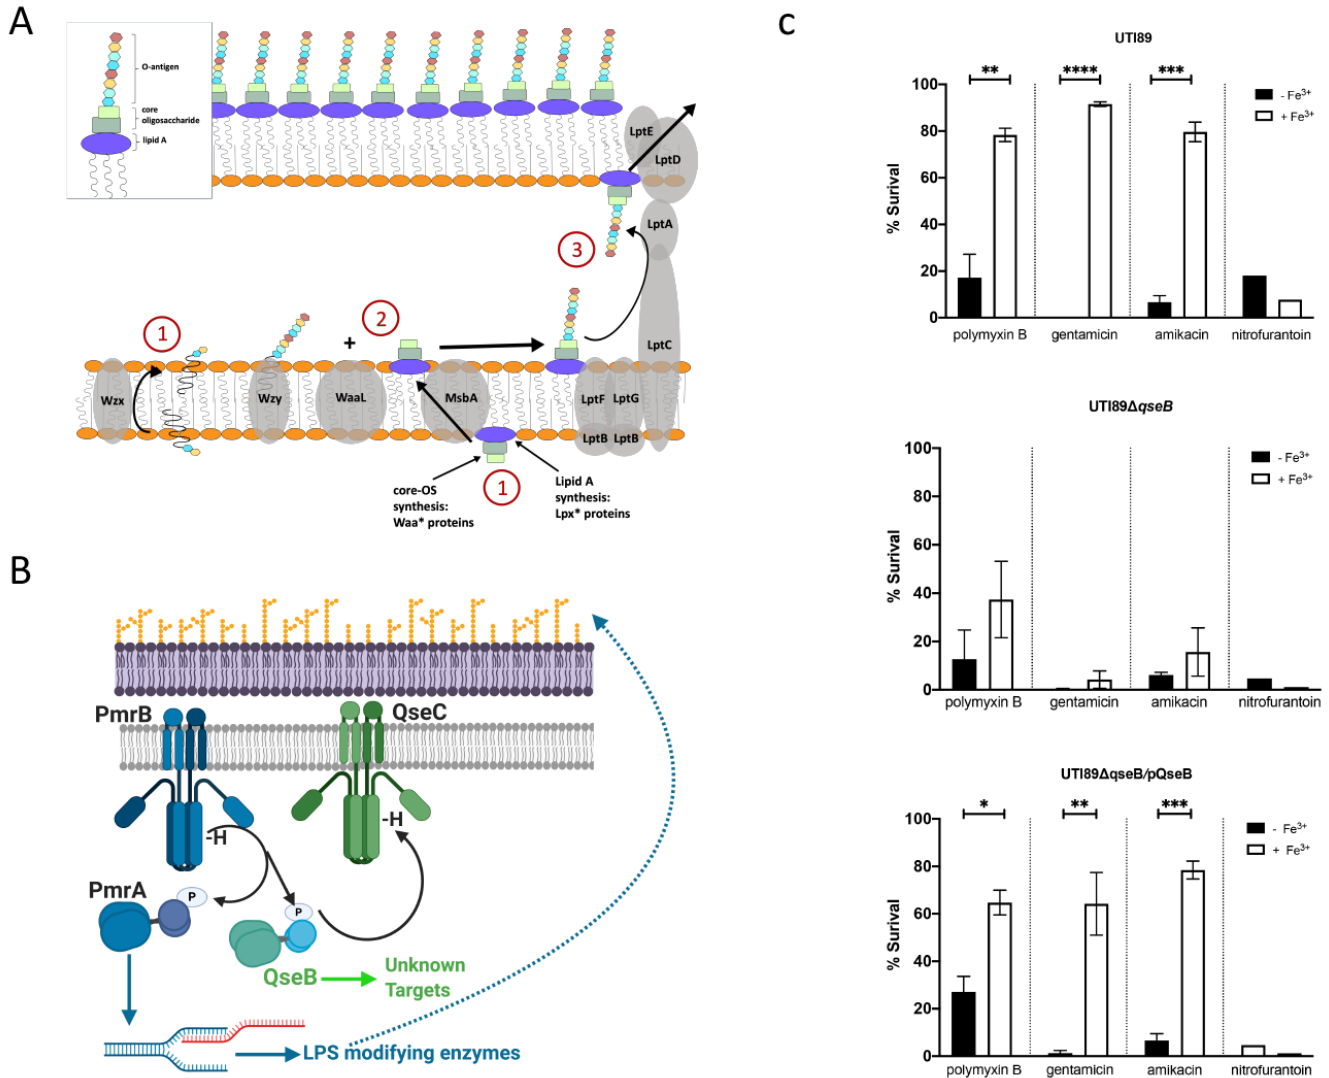 A
O-antigen
core
oligosaccharide
lipid A
LptE
LptD
LptA
3
1
2
+
LptC
Wzx
Wzy
WaaL
MsbA
LptF
LptG
LptB
LptB
core-OS
synthesis:
Waa* proteins
1
Lipid A
synthesis:
Lpx* proteins
B
PmrB
QseC
-H
-H
PmrA
P
P
QseB
Unknown
Targets
LPS modifying enzymes
C
UTI89
** **** ***
- Fe3+
+ Fe3+
% Surival
100
80
60
40
20
0
polymyxin B gentamicin amikacin nitrofurantoin
UTI89ΔqseB
- Fe3+
+ Fe3+
% Survival
100
80
60
40
20
0
polymyxin B gentamicin amikacin nitrofurantoin
UTI89ΔqseB/pQseB
* ** ***
- Fe3+
+ Fe3+
% Survival
100
80
60
40
20
0
polymyxin B gentamicin amikacin nitrofurantoin